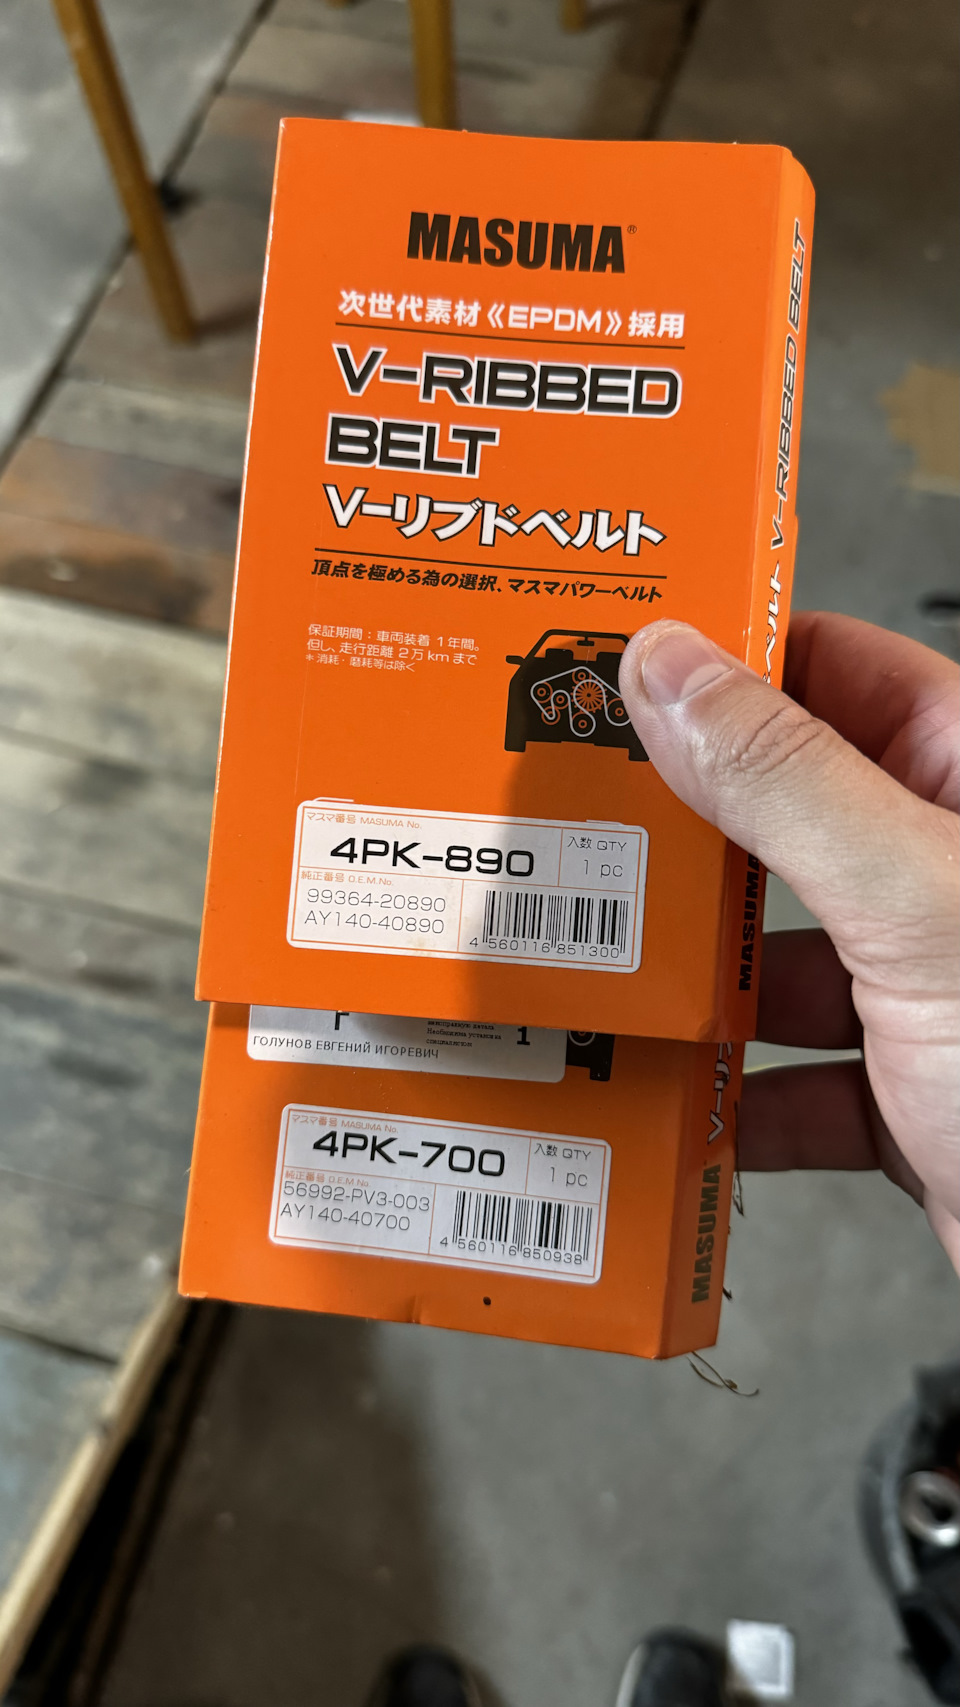 MASUMA®
次世代素材《EPDM》採用
V-RIBBED
BELT
V-リブドベルト
頂点を極める為の選択、マスマパワーベルト
保証期間：車両装着 1年間。
但し、走行距離 2万 km まで
＊消耗・磨耗等は除く
マスマ番号 MASUMA No.
4PK-890
入数 QTY
1 pc
純正番号 O.E.M.No.
99364-20890
AY140-40890
4 560116 851300
V-RIBBED BELT
MASUMA
Необходима установка
специалистом
1
ГОЛУНОВ ЕВГЕНИЙ ИГОРЕВИЧ
マスマ番号 MASUMA No.
4PK-700
入数 QTY
1 pc
純正番号 O.E.M No.
56992-PV3-003
AY140-40700
4 560116 850938
V-リブ
MASUMA